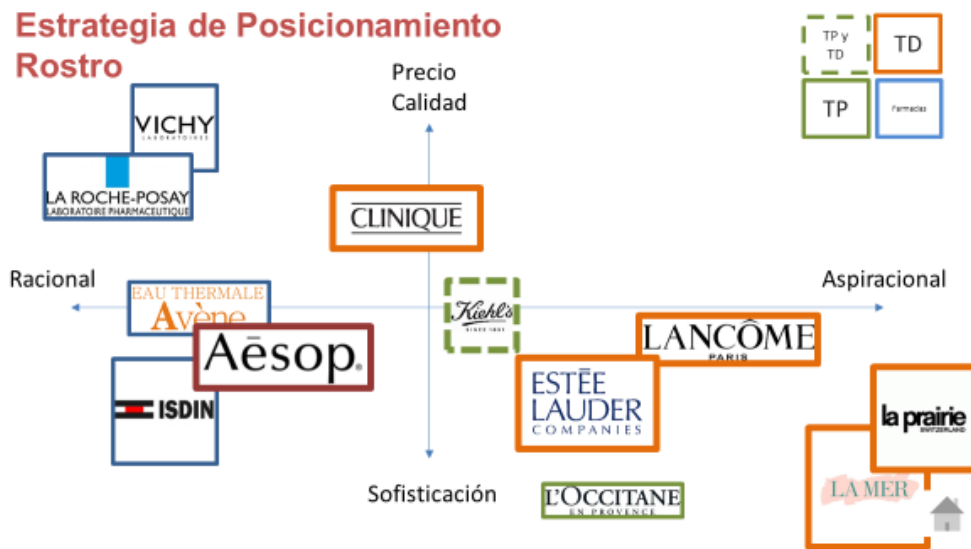 Estrategia de Posicionamiento
Rostro
TP y
TD
TD
TP
Farmacias
Precio
Calidad
VICHY
LABORATOIRES
LA ROCHE-POSAY
LABORATOIRE PHARMACEUTIQUE
CLINIQUE
Racional
Aspiracional
EAU THERMALE
Avène
Kiehl's
SINCE 1851
Aēsop.
LANCÔME
PARIS
ESTĒE
LAUDER
COMPANIES
ISDIN
la prairie
SWITZERLAND
LA MER
Sofisticación
L'OCCITANE
EN PROVENCE